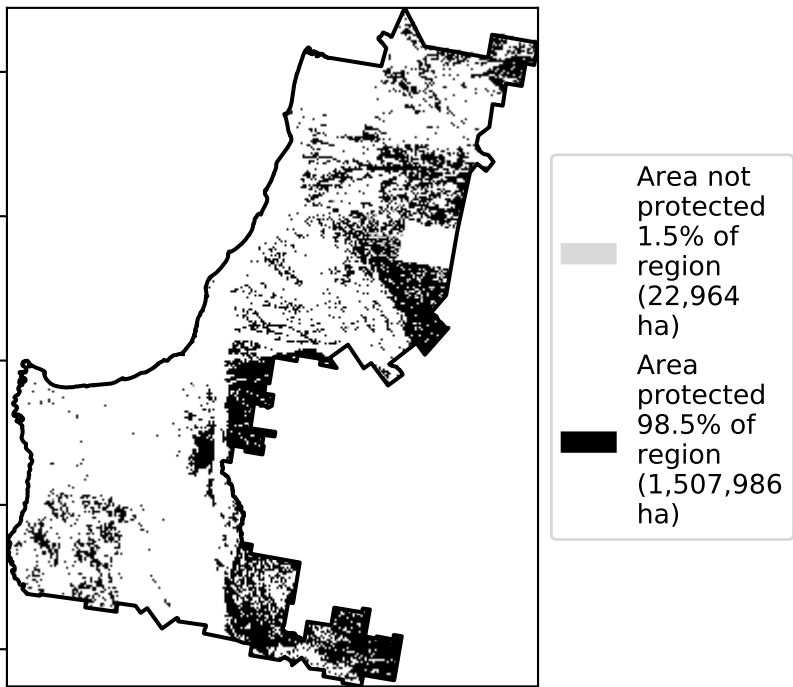 Area not
protected
1.5% of
region
(22,964
ha)
Area
protected
98.5% of
region
(1,507,986
ha)